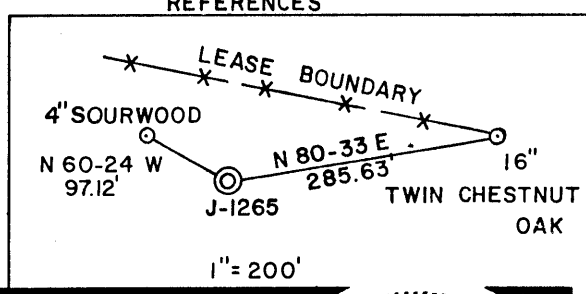 REFERENCES
LEASE BOUNDARY
4" SOURWOOD
N 60-24 W
97.12'
J-1265
N 80-33 E
285.63'
16"
TWIN CHESTNUT
OAK
1"= 200'